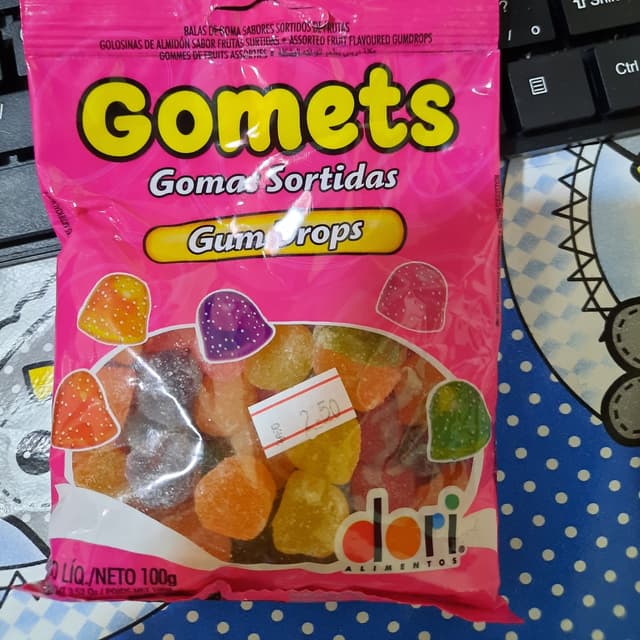 BALAS DE GOMA SABORES SORTIDOS DE FRUTAS
GOLOSINAS DE ALMIDÓN SABOR FRUTAS SURTIDAS • ASSORTED FRUIT FLAVOURED GUMDROPS
GOMMES DE FRUITS ASSORTIES •
Gomets
Gomas Sortidas
Gum Drops
2.50
dori
ALIMENTOS
LÍQ./NETO 100g
Ctrl